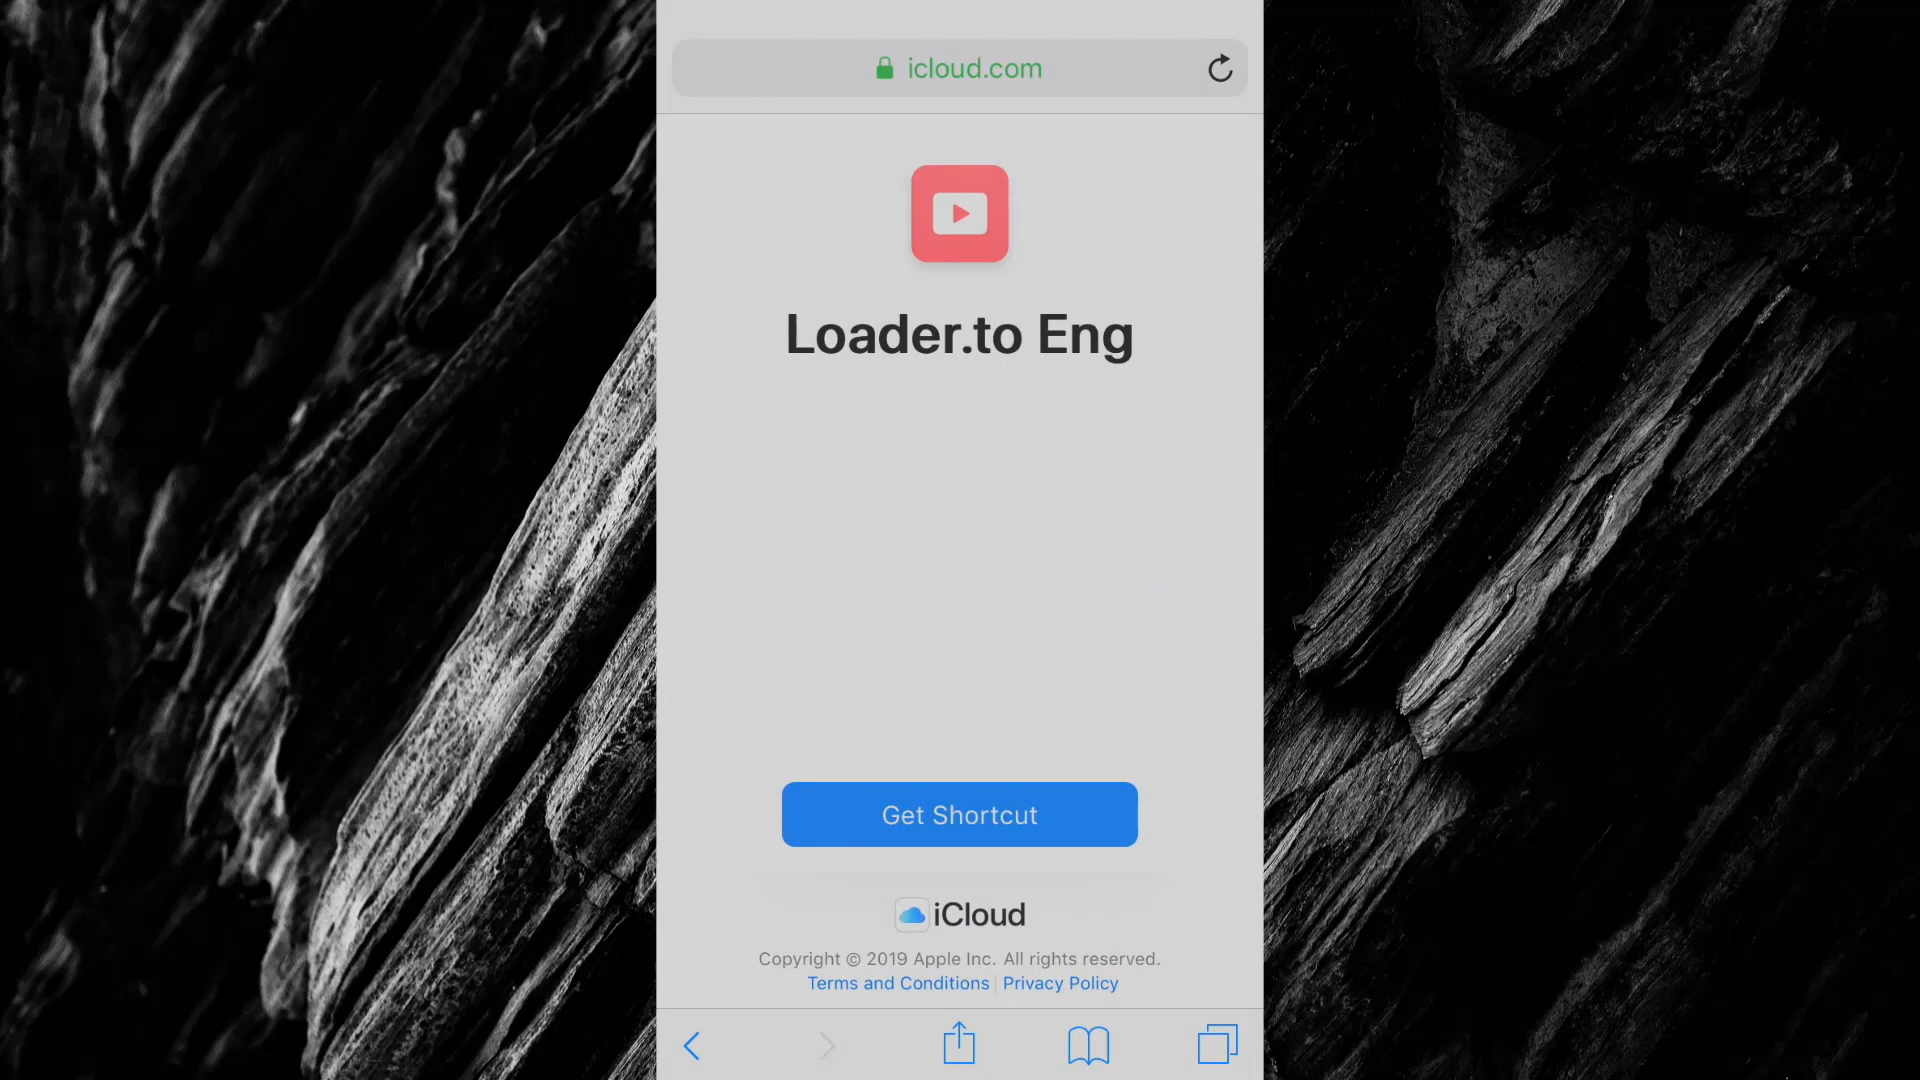 icloud.com
Loader.to Eng
Get Shortcut
iCloud
Copyright © 2019 Apple Inc. All rights reserved.
Terms and Conditions | Privacy Policy